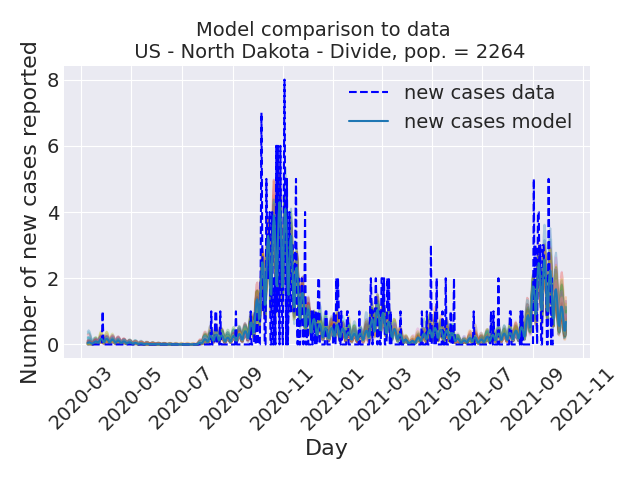 Model comparison to data
US - North Dakota - Divide, pop. = 2264
Number of new cases reported
8
6
4
2
0
new cases data
new cases model
2020-03
2020-05
2020-07
2020-09
2020-11
2021-01
2021-03
2021-05
2021-07
2021-09
2021-11
Day